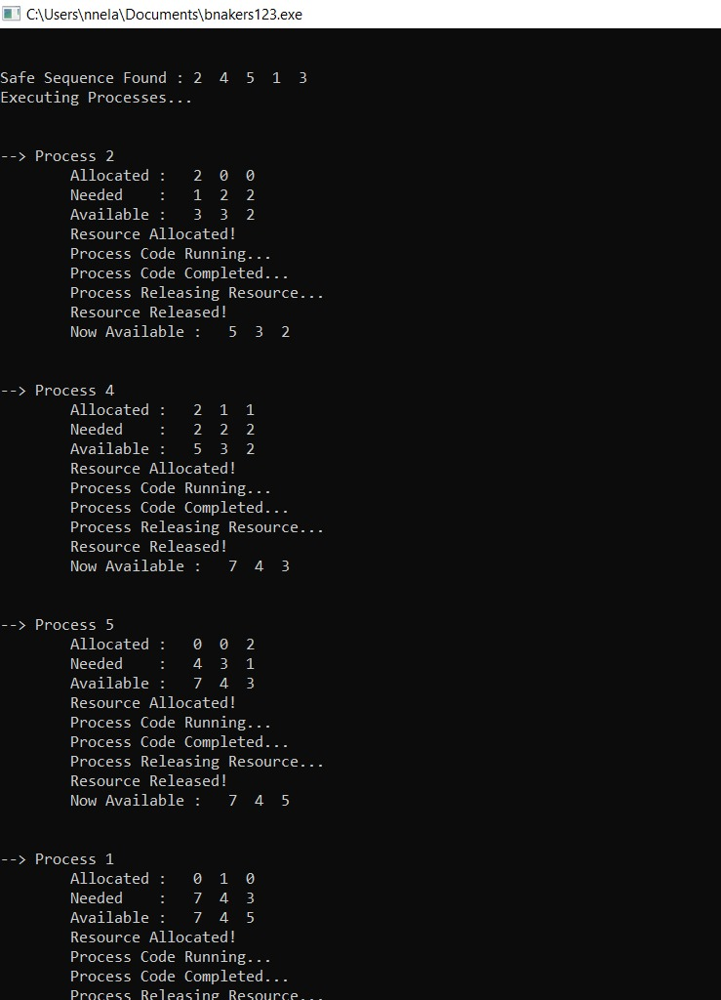 C:\Users\nnela\Documents\bnakers123.exe
Safe Sequence Found : 2  4  5  1  3
Executing Processes...
--> Process 2
Allocated :   2  0  0
Needed    :   1  2  2
Available :   3  3  2
Resource Allocated!
Process Code Running...
Process Code Completed...
Process Releasing Resource...
Resource Released!
Now Available :   5  3  2
--> Process 4
Allocated :   2  1  1
Needed    :   2  2  2
Available :   5  3  2
Resource Allocated!
Process Code Running...
Process Code Completed...
Process Releasing Resource...
Resource Released!
Now Available :   7  4  3
--> Process 5
Allocated :   0  0  2
Needed    :   4  3  1
Available :   7  4  3
Resource Allocated!
Process Code Running...
Process Code Completed...
Process Releasing Resource...
Resource Released!
Now Available :   7  4  5
--> Process 1
Allocated :   0  1  0
Needed    :   7  4  3
Available :   7  4  5
Resource Allocated!
Process Code Running...
Process Code Completed...
Process Releasing Resource...